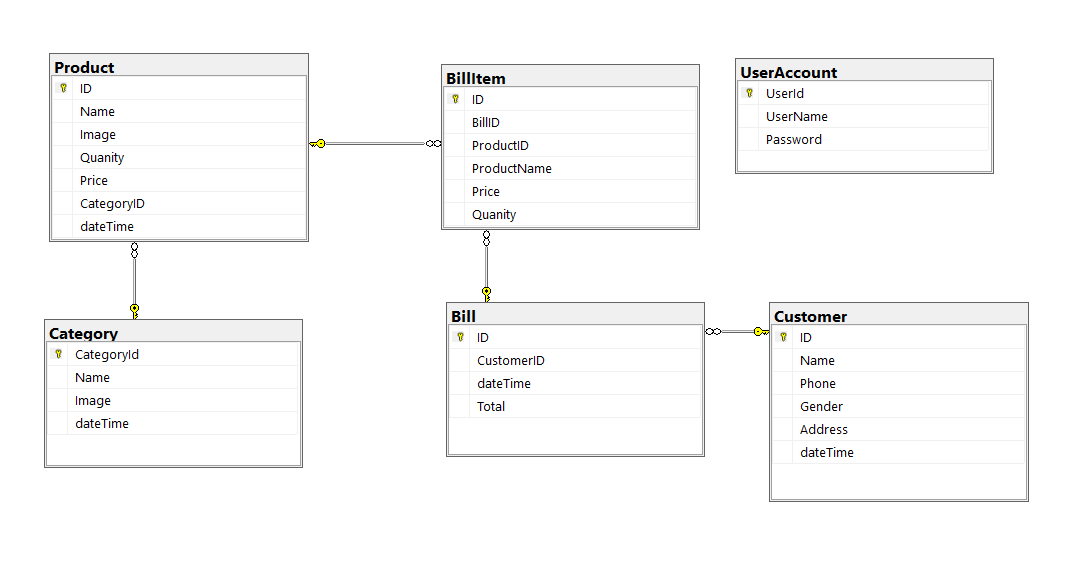 Product
ID
Name
Image
Quanity
Price
CategoryID
dateTime
BillItem
ID
BillID
ProductID
ProductName
Price
Quanity
UserAccount
UserId
UserName
Password
Category
CategoryId
Name
Image
dateTime
Bill
ID
CustomerID
dateTime
Total
Customer
ID
Name
Phone
Gender
Address
dateTime